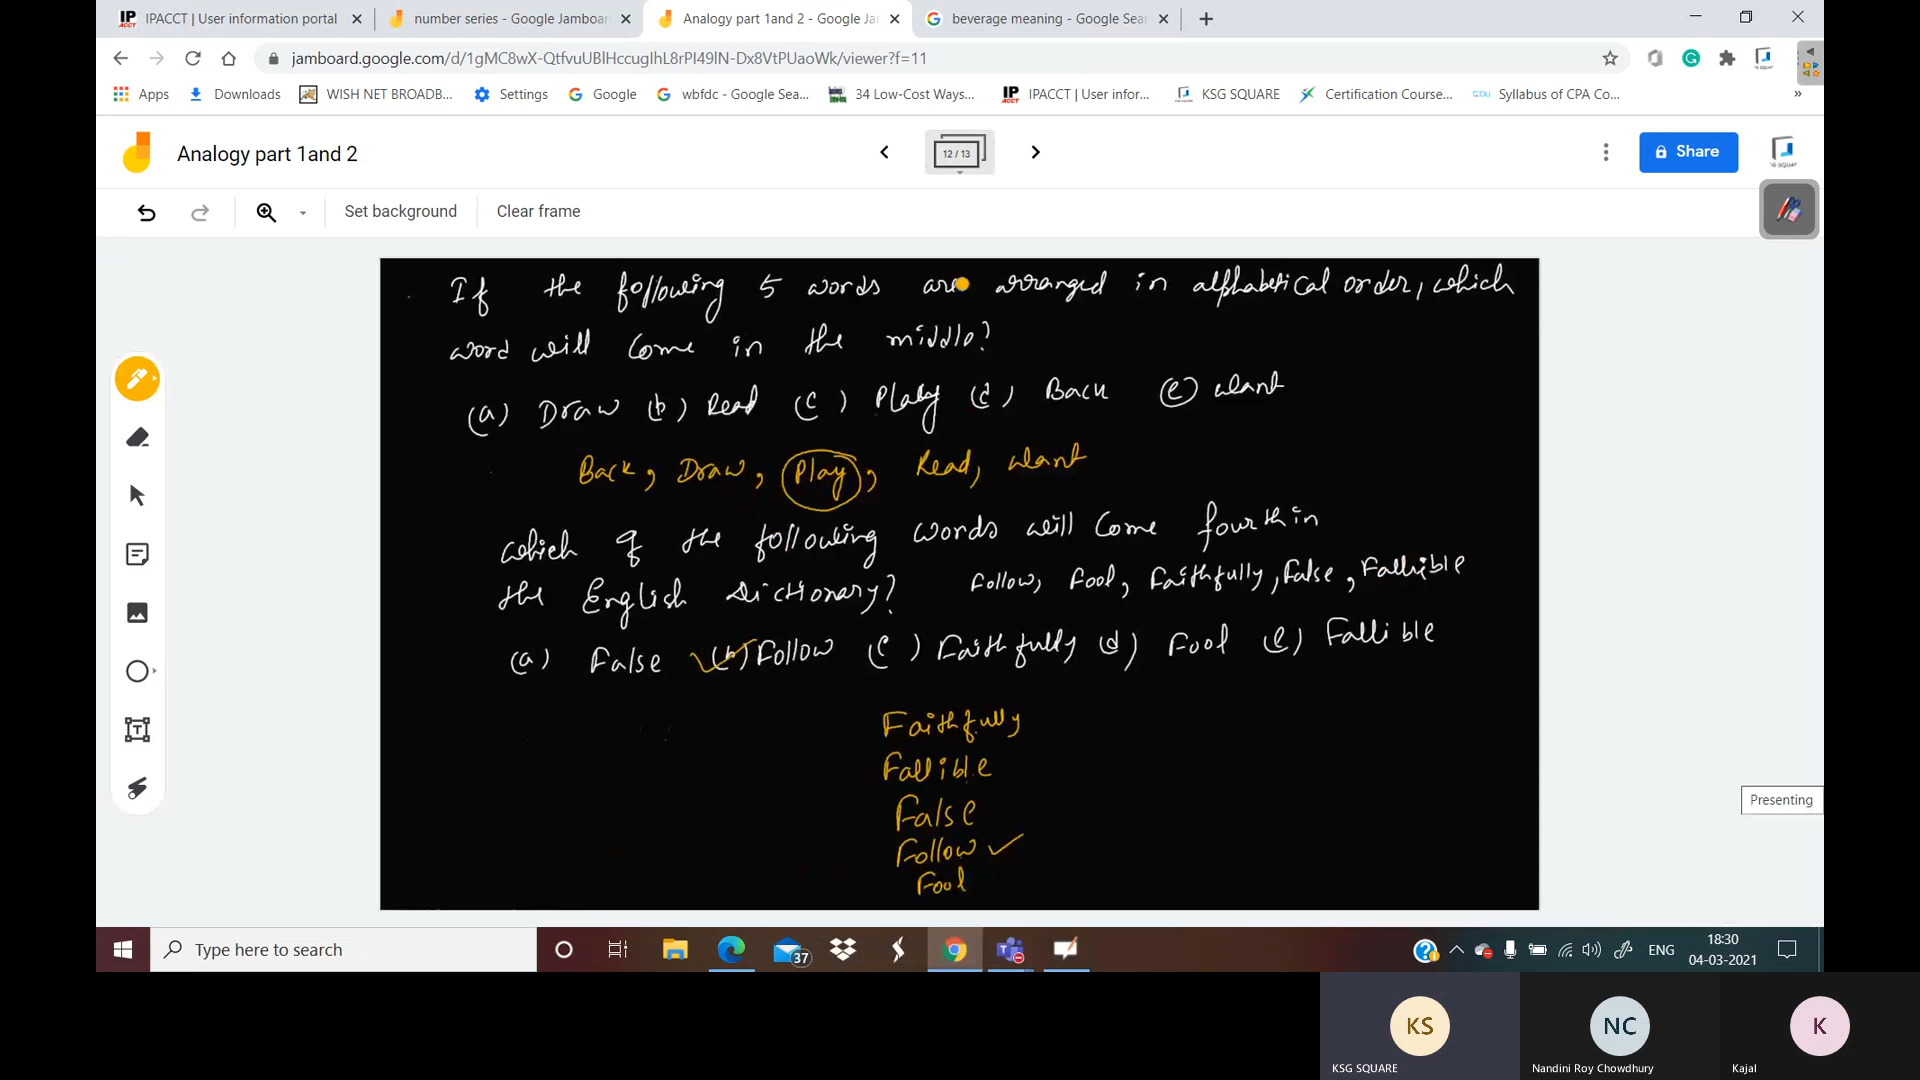 IPACCT | User information portal
number series - Google Jamboar
Analogy part 1and 2 - Google Ja
beverage meaning - Google Sea
jamboard.google.com/d/1gMC8wX-QtfvuUBlHccugIhL8rPI49lN-Dx8VtPUaoWk/viewer?f=11
Apps Downloads WISH NET BROADB... Settings Google wbfdc - Google Sea... 34 Low-Cost Ways... IPACCT | User infor... KSG SQUARE Certification Course... Syllabus of CPA Co... »
Analogy part 1and 2
12 / 13
Share
Set background Clear frame
If the following 5 words are arranged in alphabetical order, which
word will come in the middle?
(a) Draw (b) Read (c) Play (d) Back (e) want
Back, Draw, Play, Read, want
which of the following words will come fourth in
the English Dictionary? Follow, Fool, Faithfully, False, Fallible
(a) False (b) Follow (c) Faithfully (d) Fool (e) Fallible
Faithfully
Fallible
False
Follow
Fool
Presenting
Type here to search
37
ENG
18:30
04-03-2021
KS NC K
KSG SQUARE Nandini Roy Chowdhury Kajal